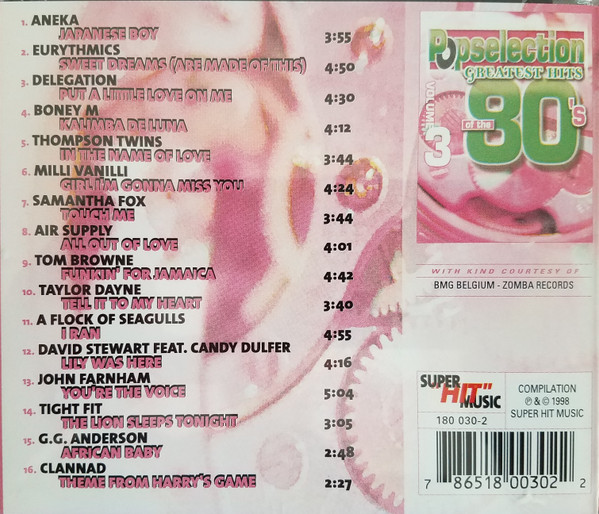 1. ANEKA
JAPANESE BOY 3:55
2. EURYTHMICS
SWEET DREAMS (ARE MADE OF THIS) 4:50
3. DELEGATION
PUT A LITTLE LOVE ON ME 4:30
4. BONEY M
KALIMBA DE LUNA 4:12
5. THOMPSON TWINS
IN THE NAME OF LOVE 3:44
6. MILLI VANILLI
GIRL I'M GONNA MISS YOU 4:24
7. SAMANTHA FOX
TOUCH ME 3:44
8. AIR SUPPLY
ALL OUT OF LOVE 4:01
9. TOM BROWNE
FUNKIN' FOR JAMAICA 4:42
10. TAYLOR DAYNE
TELL IT TO MY HEART 3:40
11. A FLOCK OF SEAGULLS
I RAN 4:55
12. DAVID STEWART FEAT. CANDY DULFER
LILY WAS HERE 4:16
13. JOHN FARNHAM
YOU'RE THE VOICE 5:04
14. TIGHT FIT
THE LION SLEEPS TONIGHT 3:05
15. G.G. ANDERSON
AFRICAN BABY 2:48
16. CLANNAD
THEME FROM HARRY'S GAME 2:27
Popselection
GREATEST HITS
of the 80's
VOLUME 3
WITH KIND COURTESY OF
BMG BELGIUM - ZOMBA RECORDS
SUPER
HIT"
MUSIC
180 030-2
COMPILATION
℗ & © 1998
SUPER HIT MUSIC
7 86518 00302 2